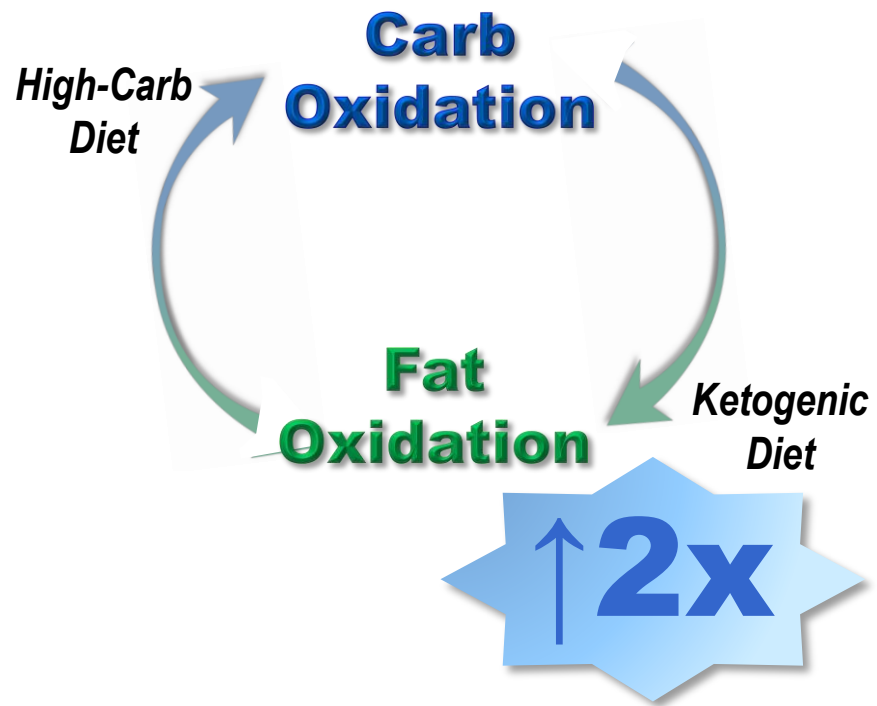 Carb
Oxidation
High-Carb
Diet
Fat
Oxidation
Ketogenic
Diet
↑2x